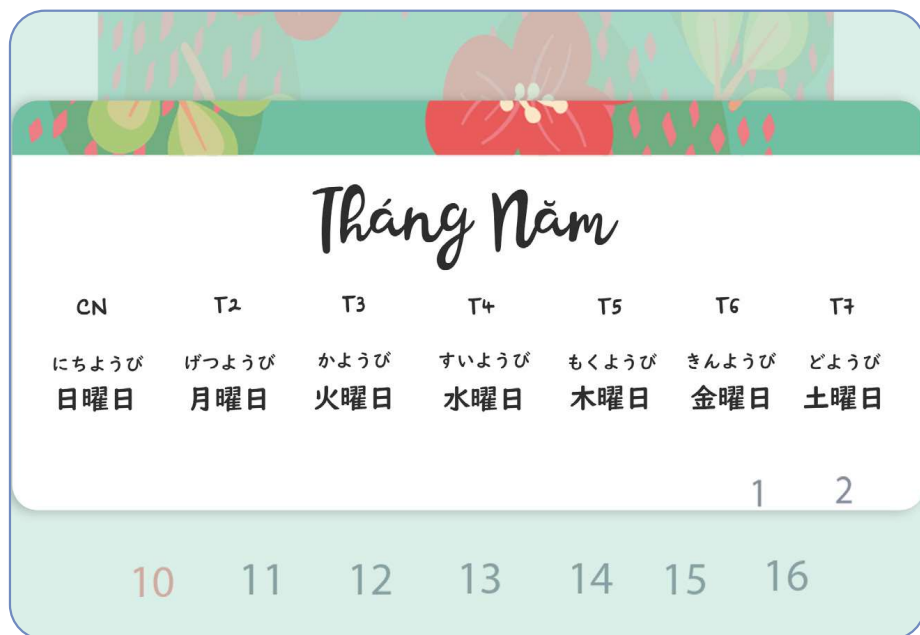 Tháng Năm
CN T2 T3 T4 T5 T6 T7
にちようび げつようび かようび すいようび もくようび きんようび どようび
日曜日 月曜日 火曜日 水曜日 木曜日 金曜日 土曜日
1 2
10 11 12 13 14 15 16